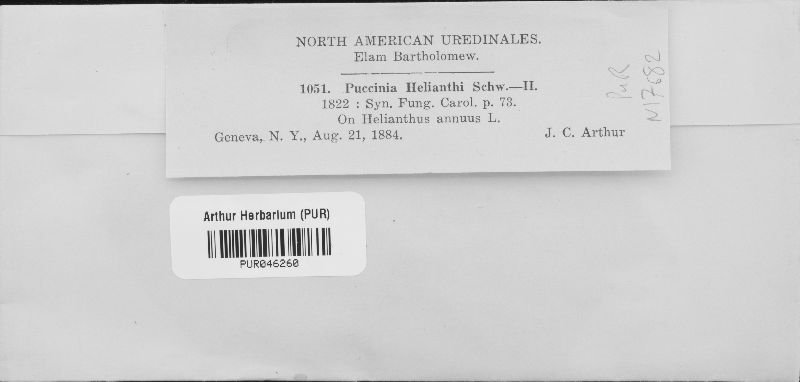 NORTH AMERICAN UREDINALES.
Elam Bartholomew.
1051. Puccinia Helianthi Schw.—II.
1822 : Syn. Fung. Carol. p. 73.
On Helianthus annuus L.
Geneva, N. Y., Aug. 21, 1884. J. C. Arthur
PuR
N17682
Arthur Herbarium (PUR)
PUR046260